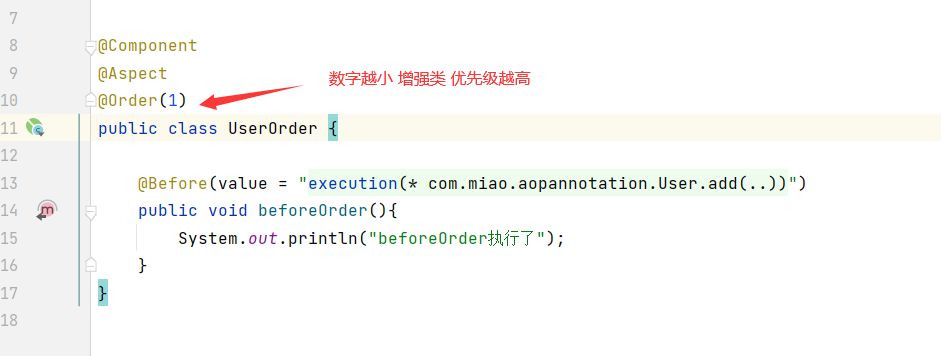 7
8 @Component
9 @Aspect
数字越小 增强类 优先级越高
10 @Order(1)
11 public class UserOrder {
12
13 @Before(value = "execution(* com.miao.aopannotation.User.add(..))")
14 public void beforeOrder(){
15 System.out.println("beforeOrder执行了");
16 }
17 }
18